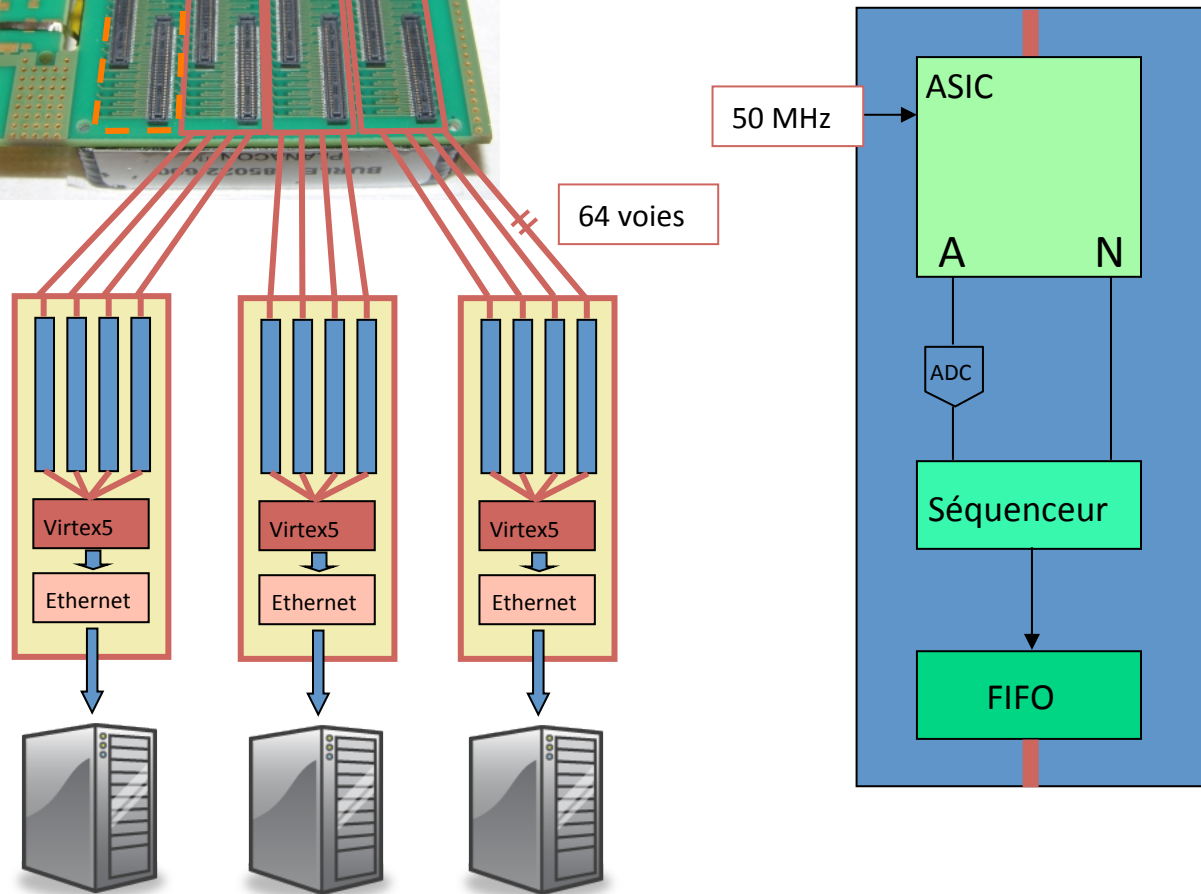 50 MHz
64 voies
ASIC
A N
ADC
Séquenceur
FIFO
Virtex5
Virtex5
Virtex5
Ethernet
Ethernet
Ethernet